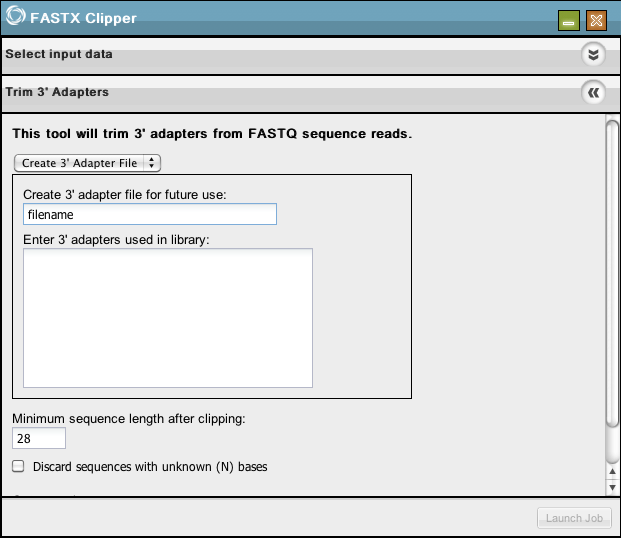 FASTX Clipper
Select input data
Trim 3' Adapters
This tool will trim 3' adapters from FASTQ sequence reads.
Create 3' Adapter File
Create 3' adapter file for future use:
filename
Enter 3' adapters used in library:
Minimum sequence length after clipping:
28
Discard sequences with unknown (N) bases
Launch Job